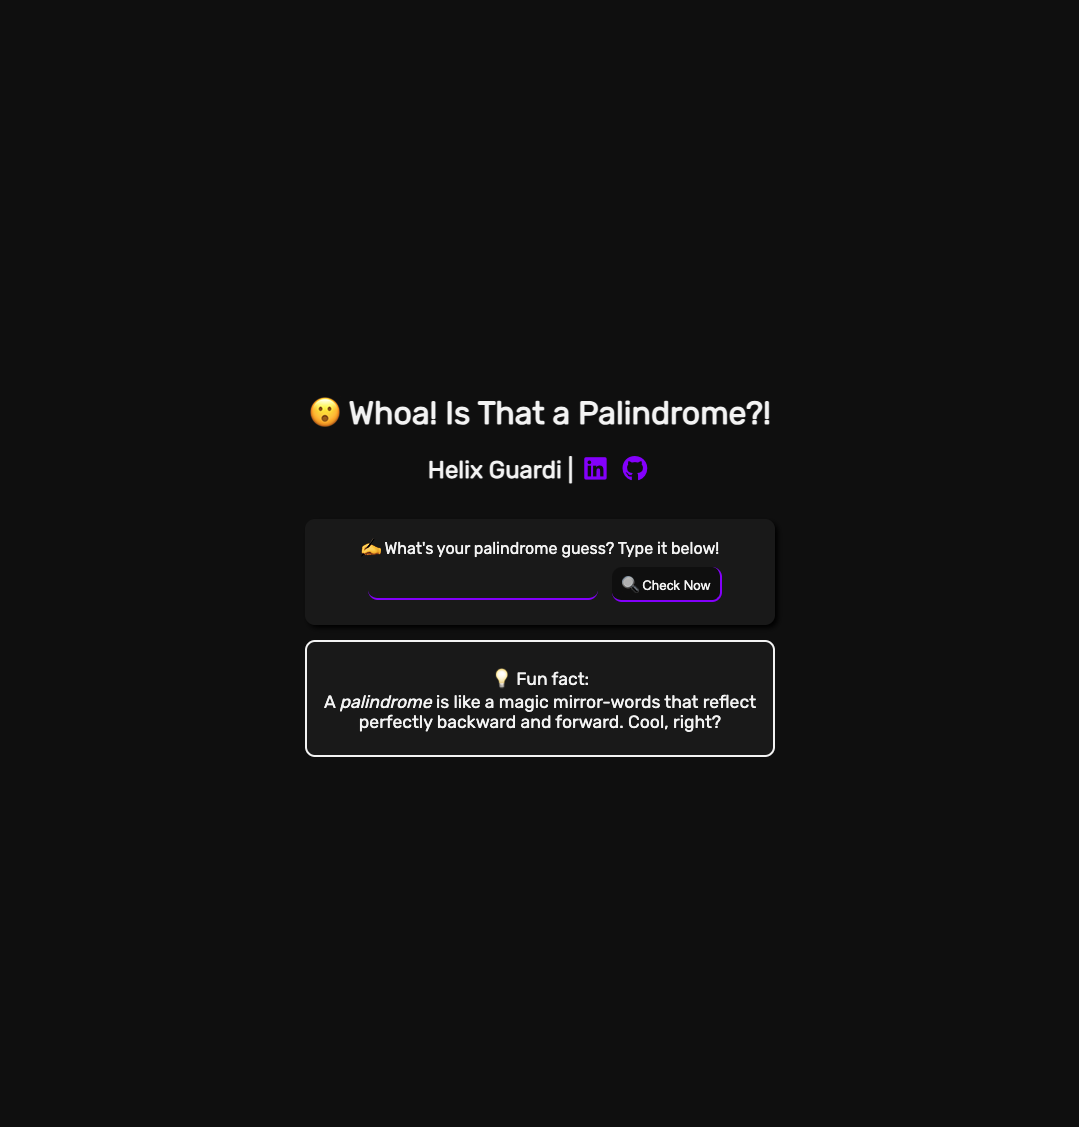 😮 Whoa! Is That a Palindrome?!
Helix Guardi | in
✍️ What's your palindrome guess? Type it below!
🔍 Check Now
💡 Fun fact:
A palindrome is like a magic mirror-words that reflect
perfectly backward and forward. Cool, right?